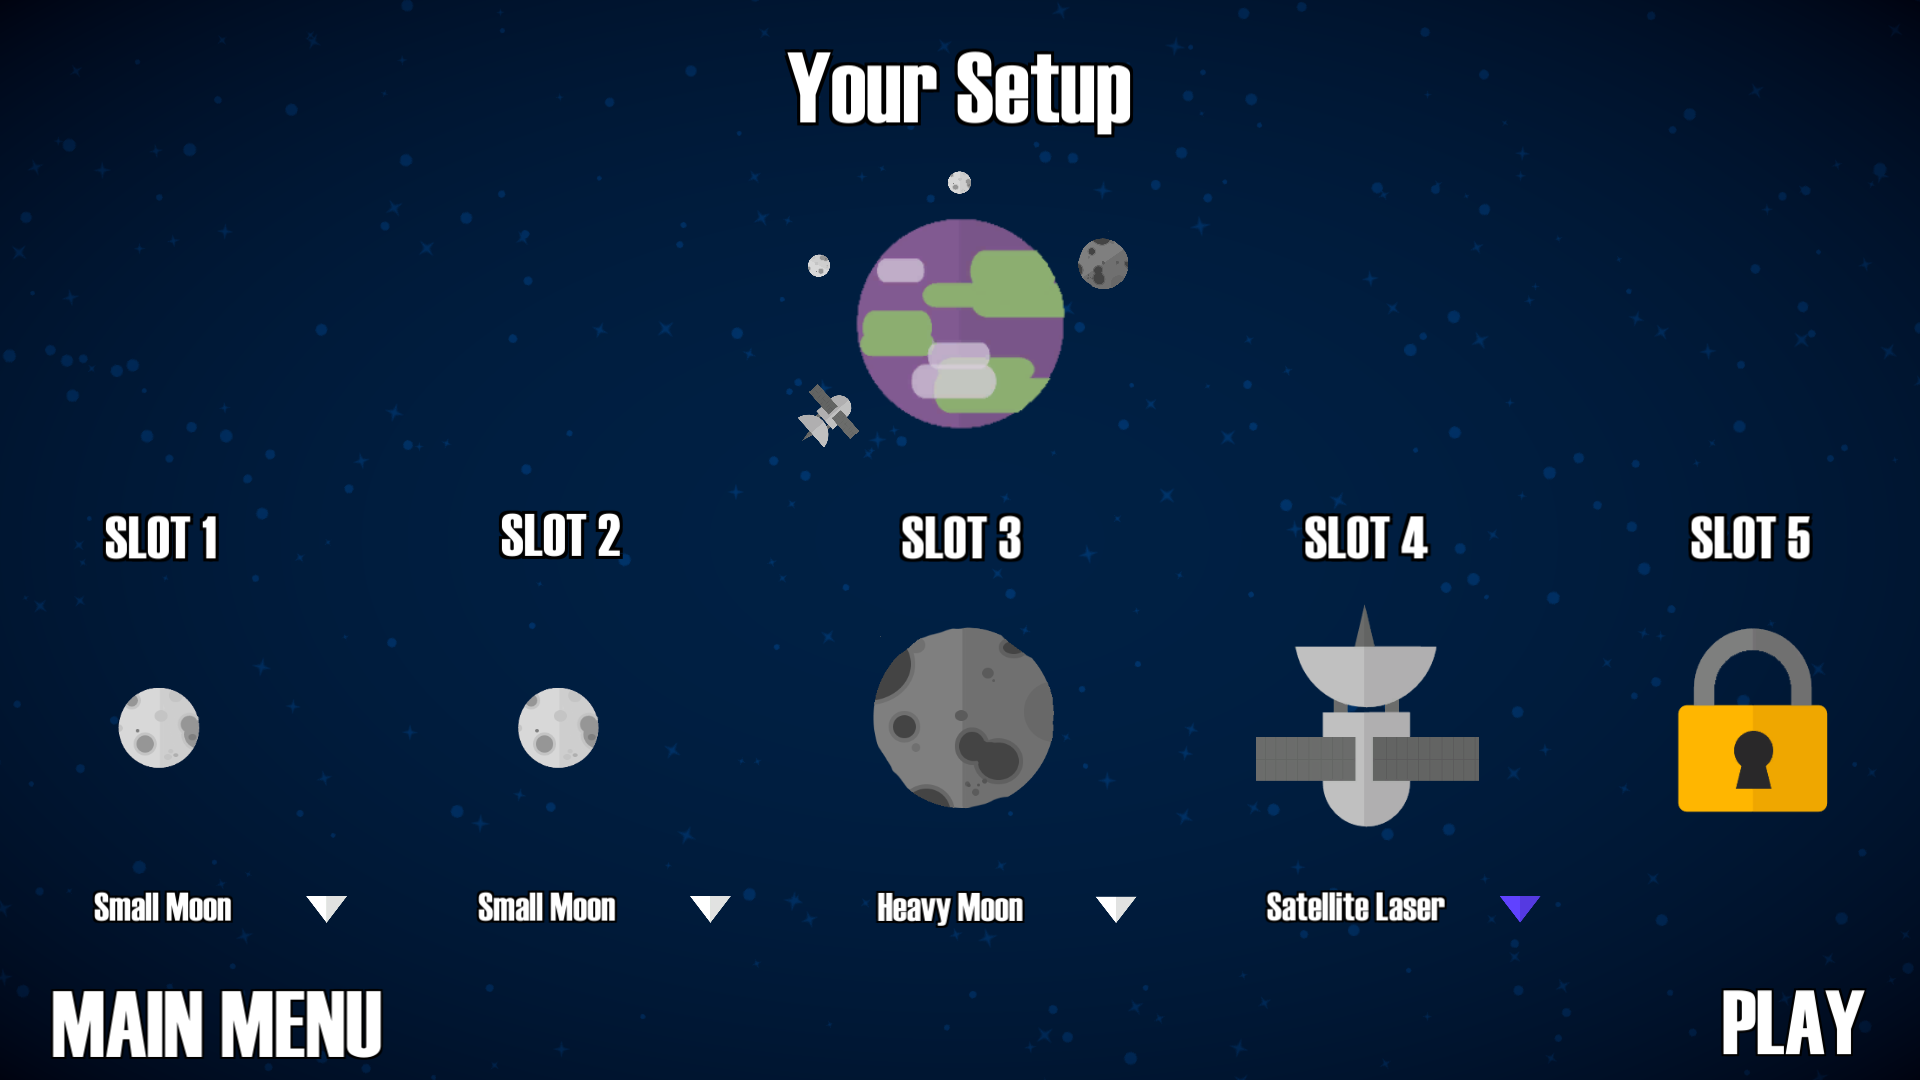 Your Setup
SLOT 1
SLOT 2
SLOT 3
SLOT 4
SLOT 5
Small Moon
Small Moon
Heavy Moon
Satellite Laser
MAIN MENU
PLAY